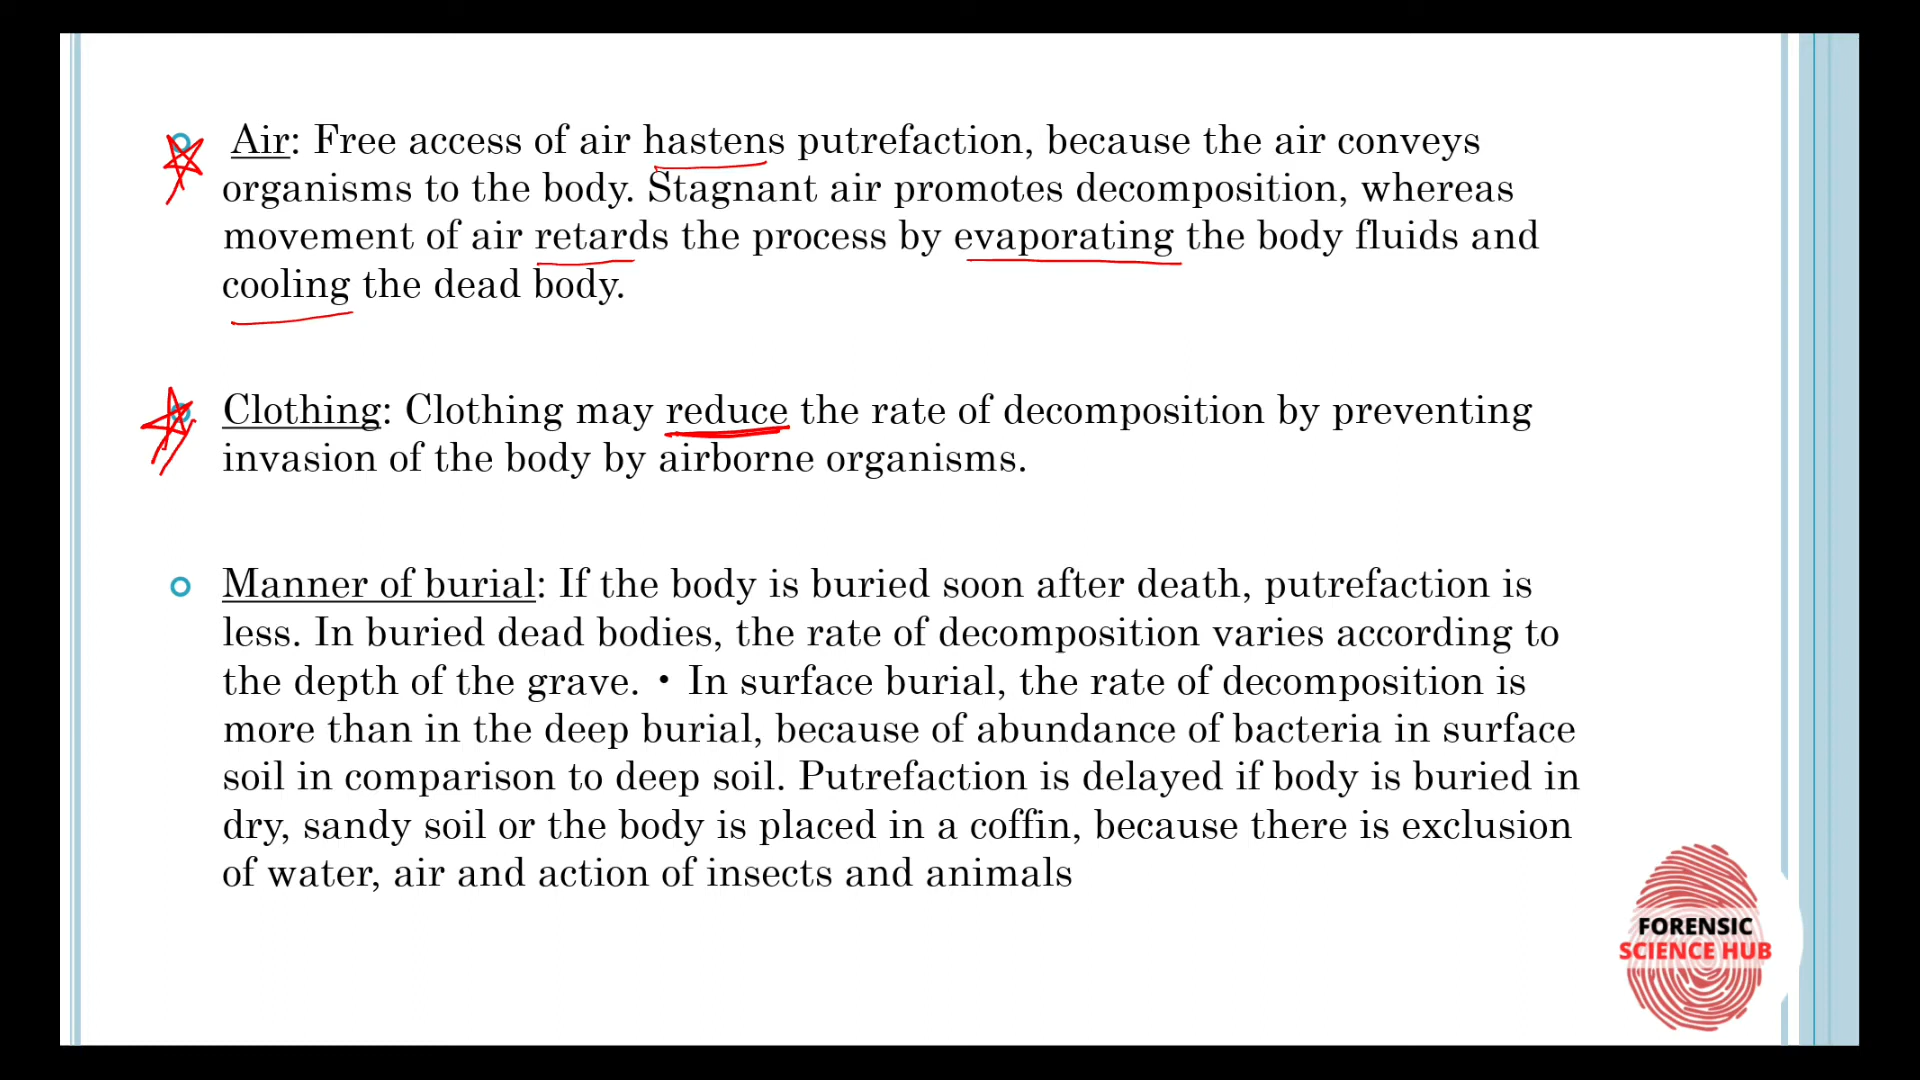 Air: Free access of air hastens putrefaction, because the air conveys
organisms to the body. Stagnant air promotes decomposition, whereas
movement of air retards the process by evaporating the body fluids and
cooling the dead body.
Clothing: Clothing may reduce the rate of decomposition by preventing
invasion of the body by airborne organisms.
Manner of burial: If the body is buried soon after death, putrefaction is
less. In buried dead bodies, the rate of decomposition varies according to
the depth of the grave. • In surface burial, the rate of decomposition is
more than in the deep burial, because of abundance of bacteria in surface
soil in comparison to deep soil. Putrefaction is delayed if body is buried in
dry, sandy soil or the body is placed in a coffin, because there is exclusion
of water, air and action of insects and animals
FORENSIC
SCIENCE HUB